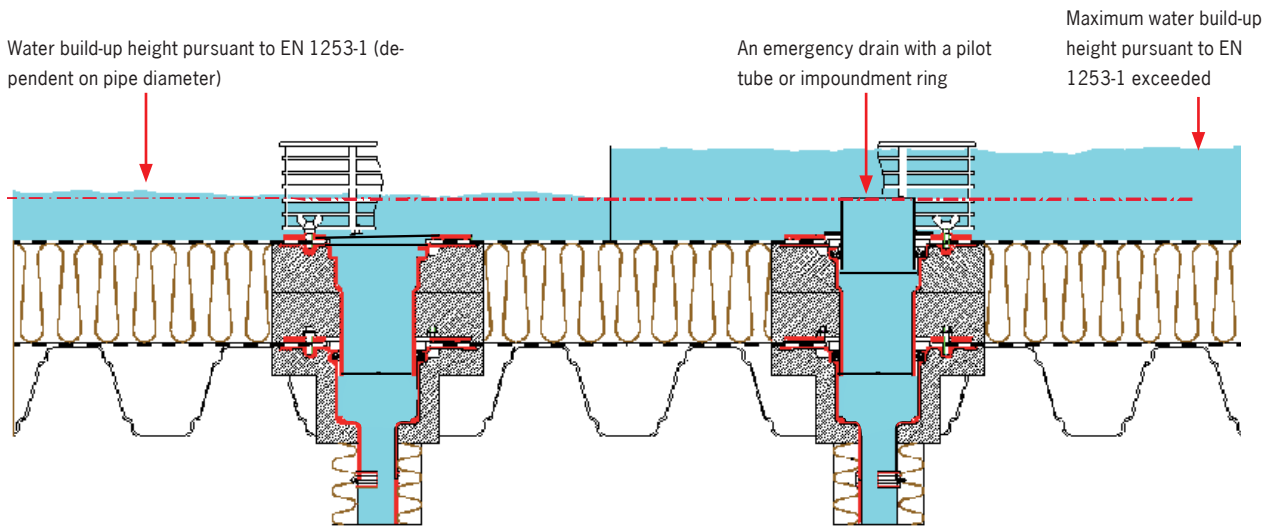 Water build-up height pursuant to EN 1253-1 (de-
pendent on pipe diameter)
An emergency drain with a pilot
tube or impoundment ring
Maximum water build-up
height pursuant to EN
1253-1 exceeded